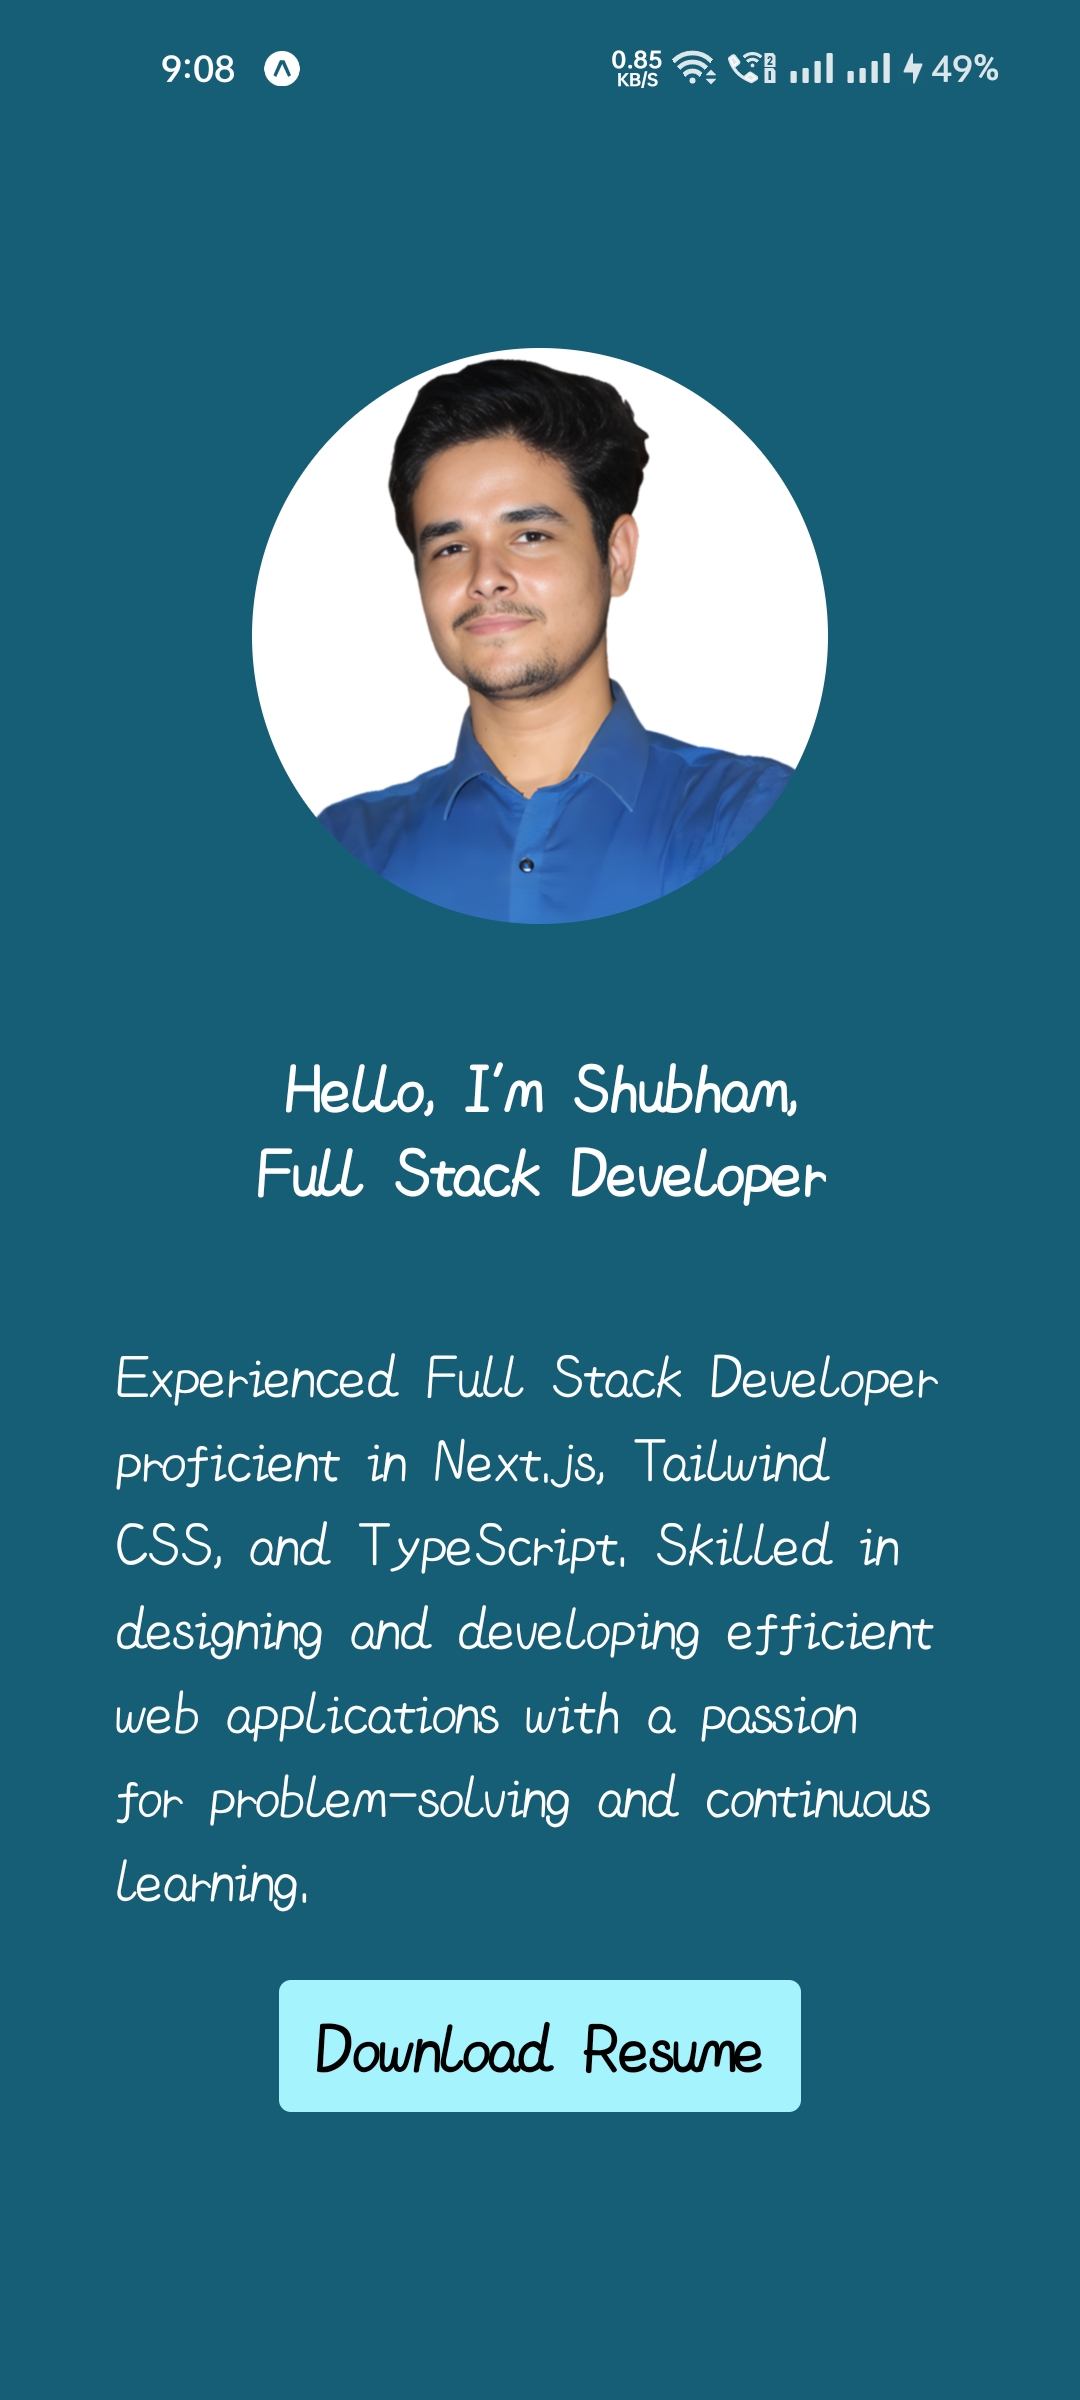 9:08 0.85 KB/S 2 1 49%
Hello, I'm Shubham,
Full Stack Developer
Experienced Full Stack Developer
proficient in Next.js, Tailwind
CSS, and TypeScript. Skilled in
designing and developing efficient
web applications with a passion
for problem-solving and continuous
learning.
Download Resume